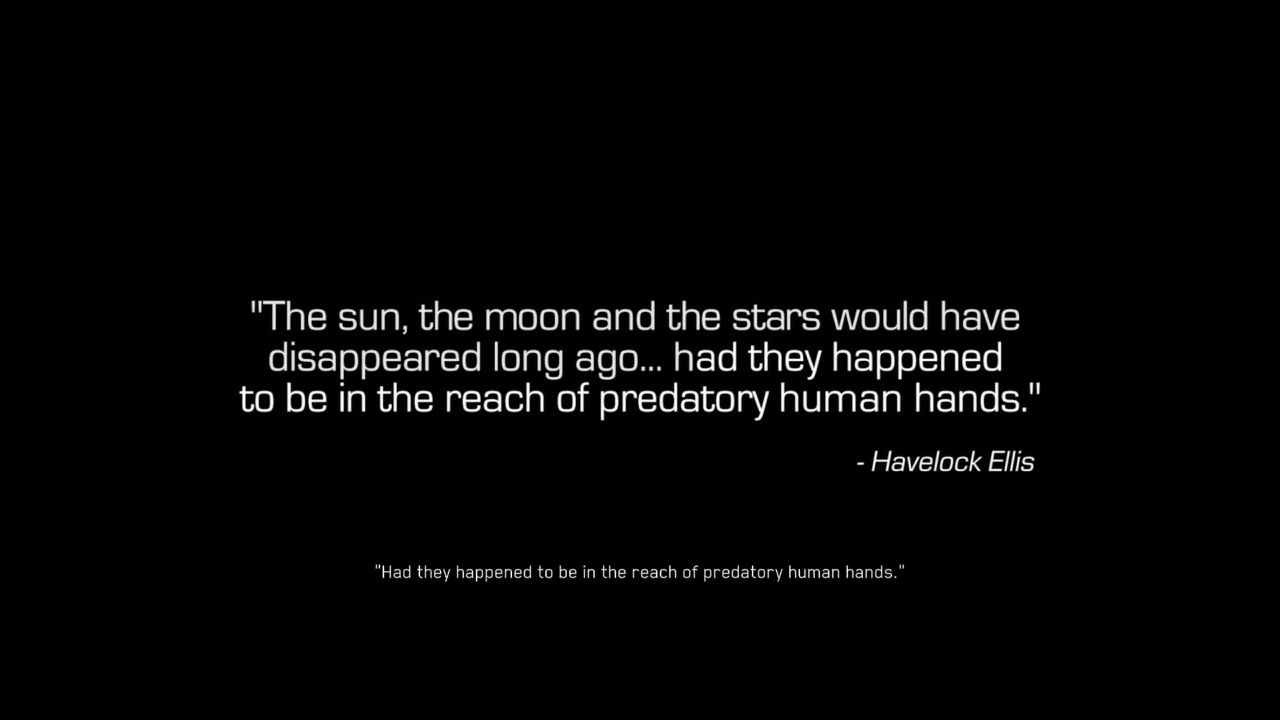 "The sun, the moon and the stars would have
disappeared long ago... had they happened
to be in the reach of predatory human hands."
- Havelock Ellis
"Had they happened to be in the reach of predatory human hands."